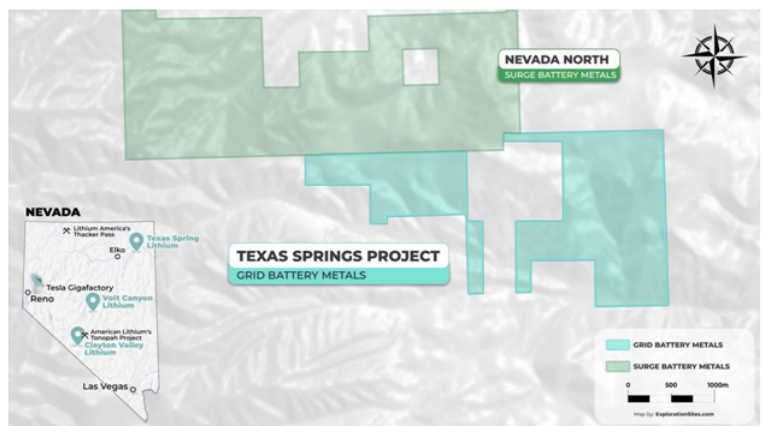 NEVADA NORTH
SURGE BATTERY METALS
TEXAS SPRINGS PROJECT
GRID BATTERY METALS
NEVADA
Lithium America's
Thacker Pass
Texas Spring
Lithium
Elko
Tesla Gigafactory
Reno
Volt Canyon
Lithium
American Lithium's
Tonopah Project
Clayton Valley
Lithium
Las Vegas
GRID BATTERY METALS
SURGE BATTERY METALS
0 500 1000m
Map by: ExplorationSites.com